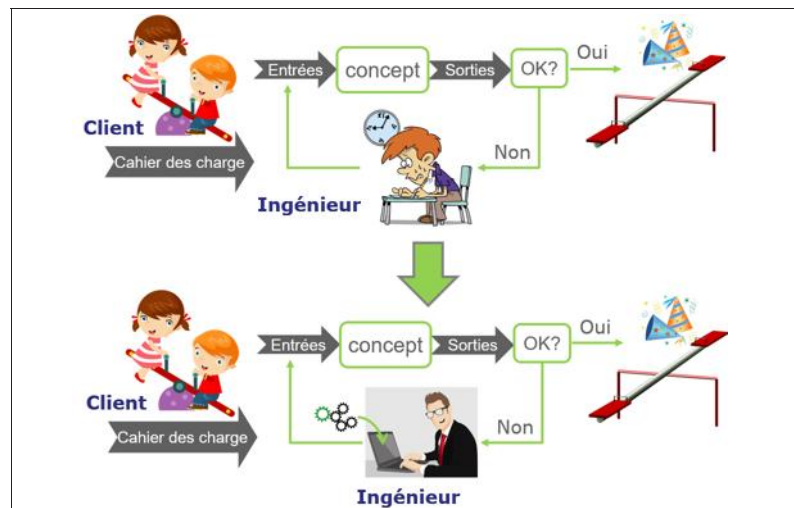 Entrées concept Sorties OK? Oui
Client
Cahier des charge
Non
Ingénieur
Entrées concept Sorties OK? Oui
Client
Cahier des charge
Non
Ingénieur